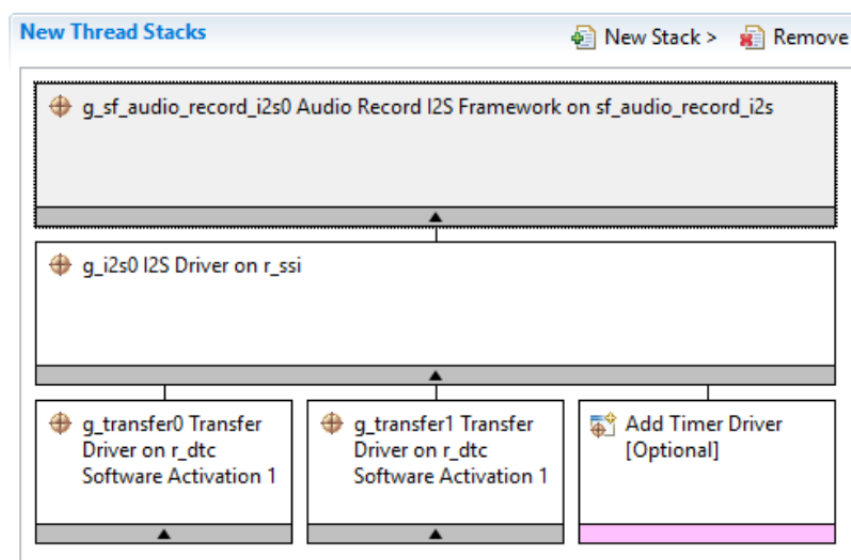 New Thread Stacks
New Stack >
Remove
g_sf_audio_record_i2s0 Audio Record I2S Framework on sf_audio_record_i2s
g_i2s0 I2S Driver on r_ssi
g_transfer0 Transfer
Driver on r_dtc
Software Activation 1
g_transfer1 Transfer
Driver on r_dtc
Software Activation 1
Add Timer Driver
[Optional]